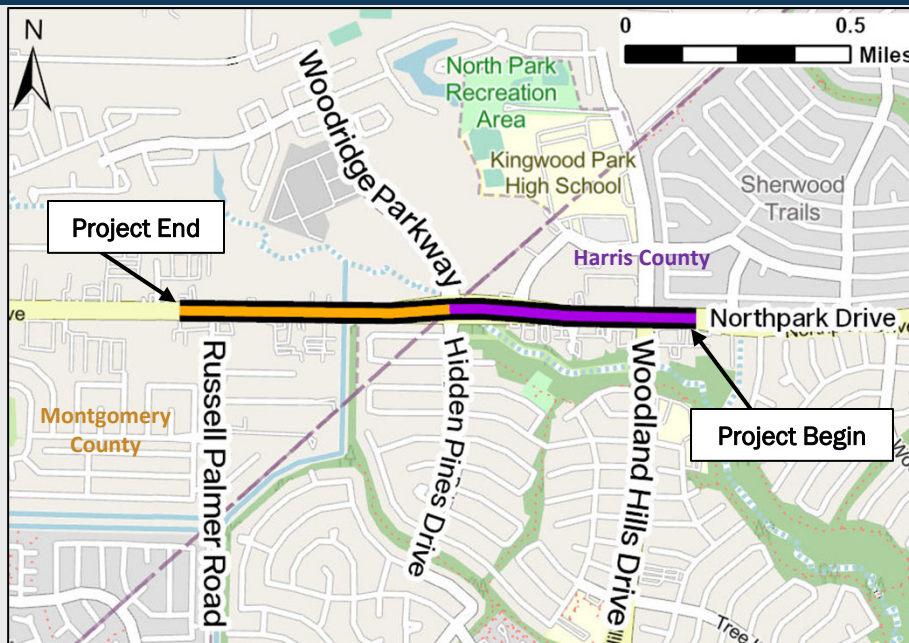 N
0 0.5
Miles
Woodridge Parkway
North Park
Recreation
Area
Kingwood Park
High School
Sherwood
Trails
Project End
Harris County
Northpark Drive
Russell Palmer Road
Hidden Pines Drive
Woodland Hills Drive
Montgomery
County
Project Begin
Tree